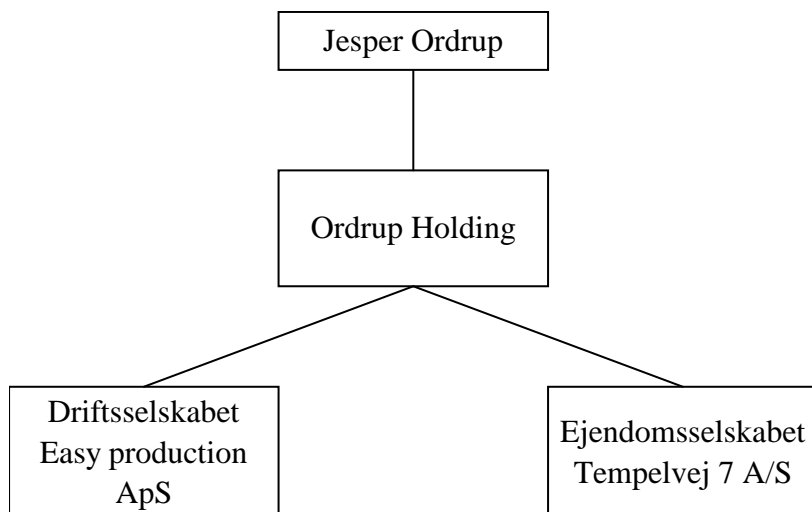 Jesper Ordrup
Ordrup Holding
Driftsselskabet
Easy production
ApS
Ejendomsselskabet
Tempelvej 7 A/S